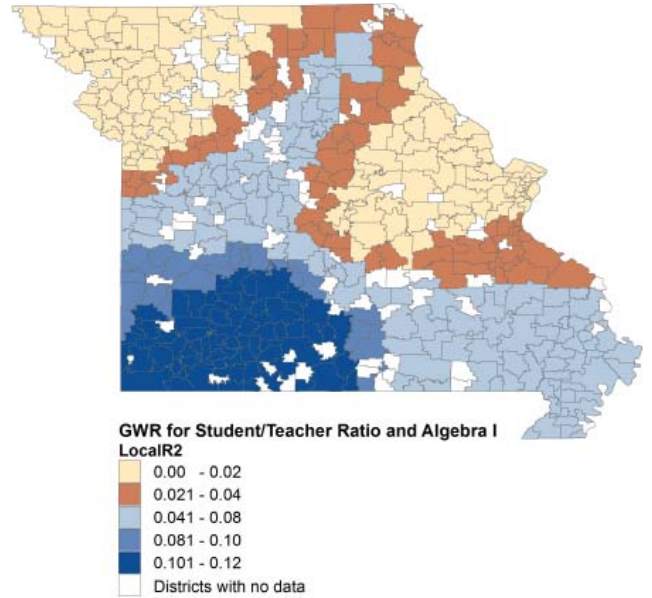 GWR for Student/Teacher Ratio and Algebra I
LocalR2
0.00 - 0.02
0.021 - 0.04
0.041 - 0.08
0.081 - 0.10
0.101 - 0.12
Districts with no data